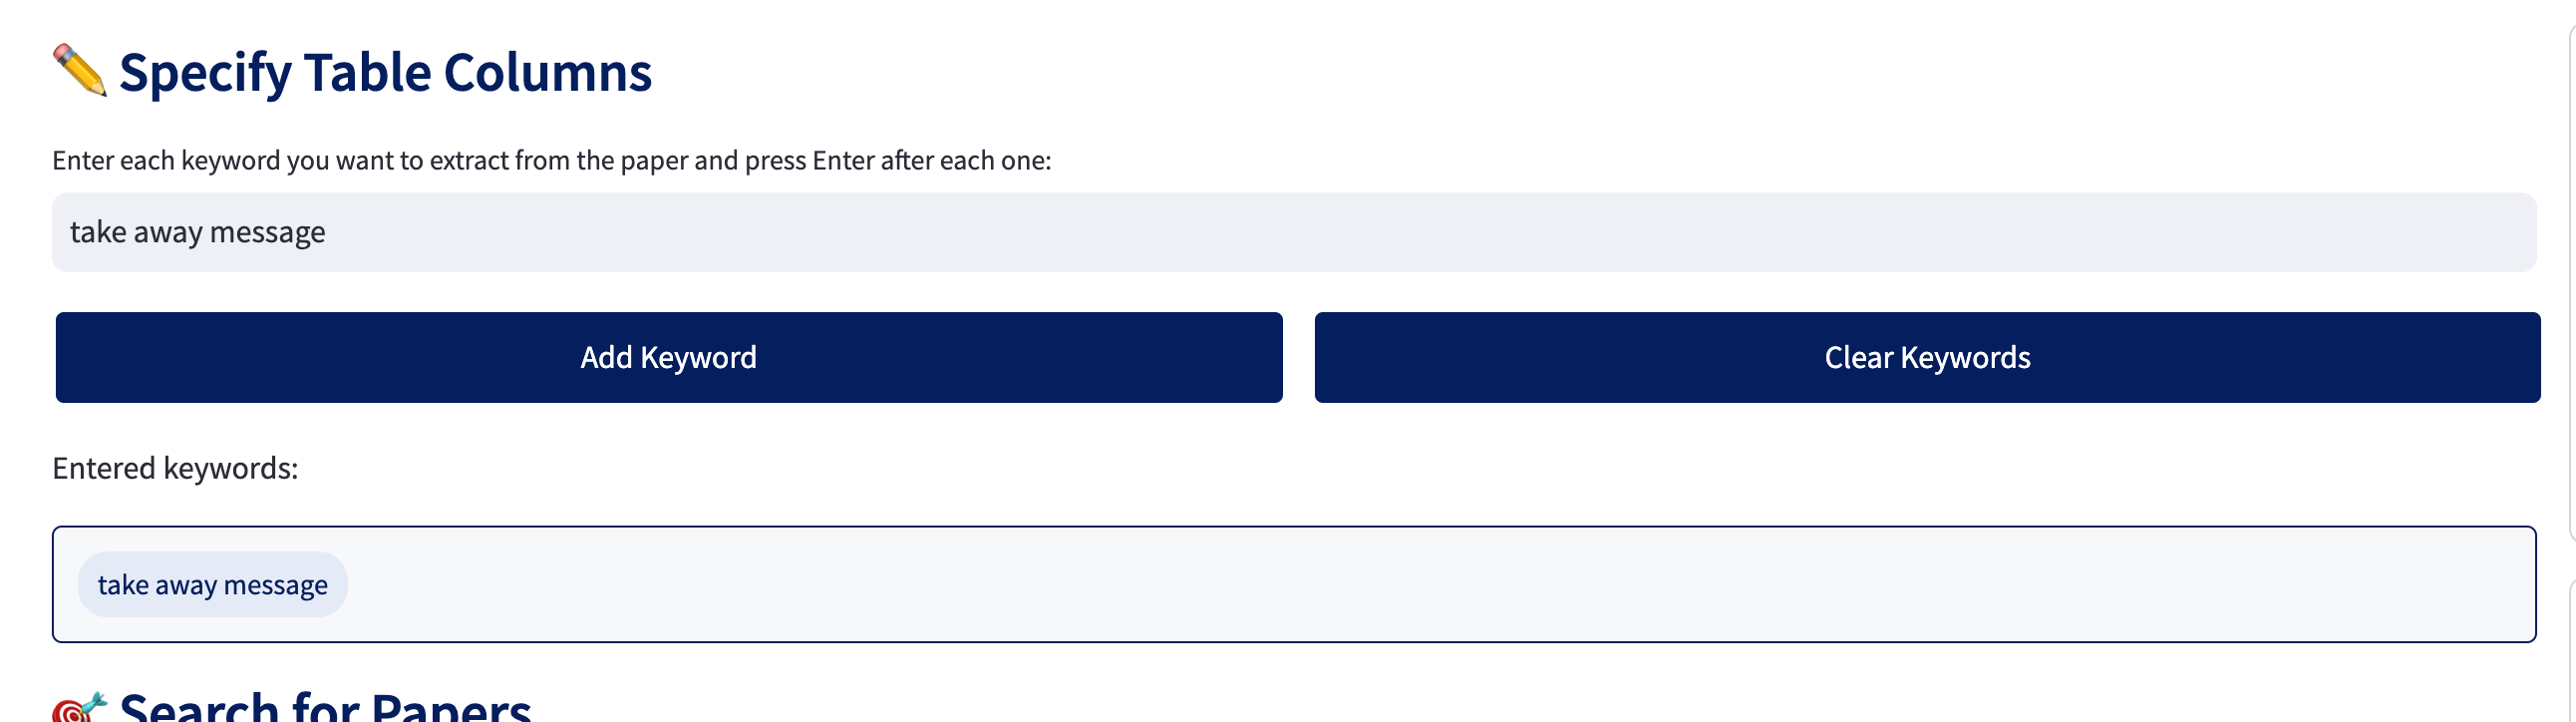 Specify Table Columns
Enter each keyword you want to extract from the paper and press Enter after each one:
take away message
Add Keyword
Clear Keywords
Entered keywords:
take away message
Search for Papers